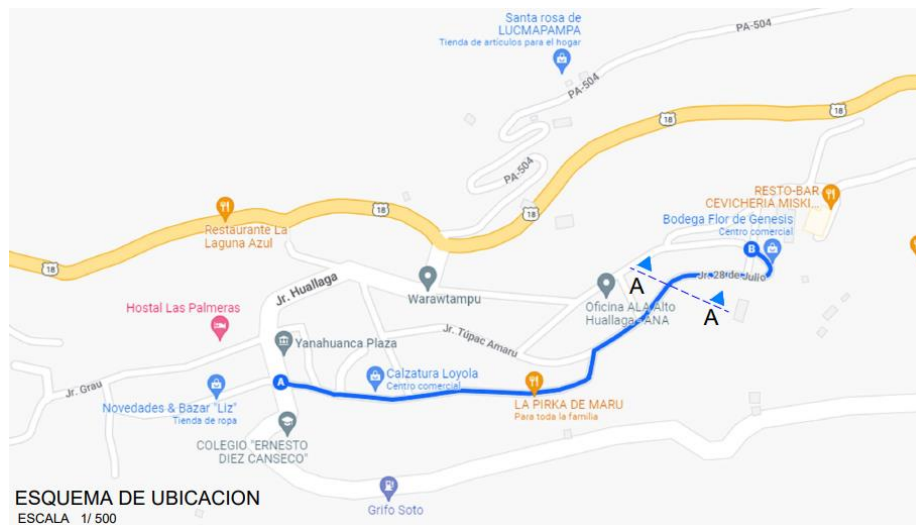 Santa rosa de
LUCMAPAMPA
Tienda de artículos para el hogar
PA-504
PA-504
18
18
PA-504
RESTO-BAR
CEVICHERIA MISKI...
18
18
Restaurante La
Laguna Azul
Bodega Flor de Genesis
Centro comercial
B
18
Jr. 28 de Julio
Warawtampu
Jr. Huallaga
A
Oficina ALA Alto
Huallaga - ANA
A
Hostal Las Palmeras
Yanahuanca Plaza
Jr. Túpac Amaru
Jr. Grau
A
Calzatura Loyola
Centro comercial
Novedades & Bazar "Liz"
Tienda de ropa
LA PIRKA DE MARU
Para toda la familia
COLEGIO "ERNESTO
DIEZ CANSECO"
Grifo Soto
ESQUEMA DE UBICACION
ESCALA 1/ 500